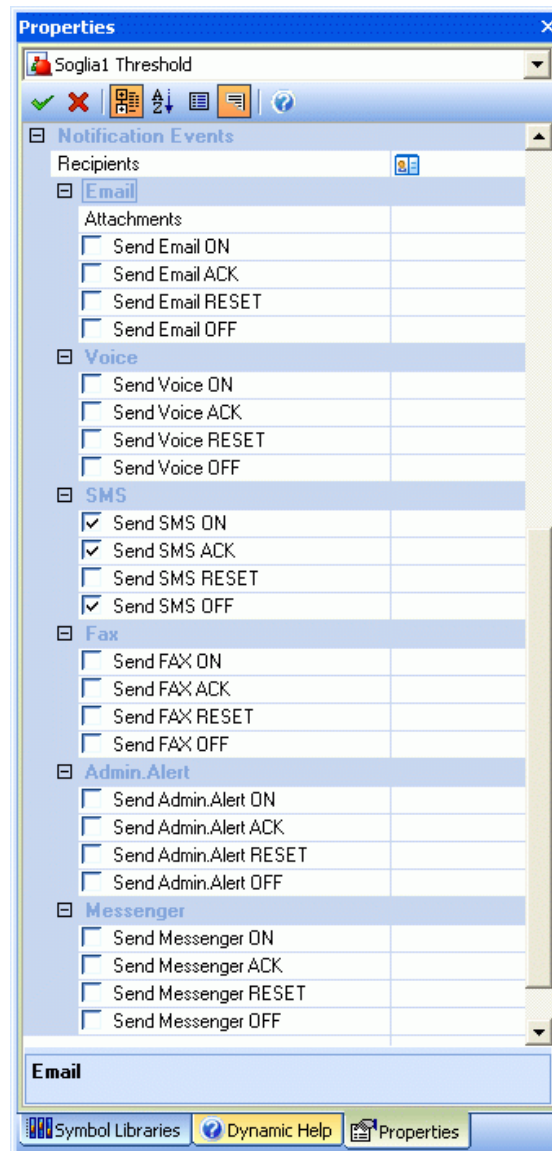 Properties
Soglia1 Threshold
Notification Events
Recipients
Email
Attachments
Send Email ON
Send Email ACK
Send Email RESET
Send Email OFF
Voice
Send Voice ON
Send Voice ACK
Send Voice RESET
Send Voice OFF
SMS
Send SMS ON
Send SMS ACK
Send SMS RESET
Send SMS OFF
Fax
Send FAX ON
Send FAX ACK
Send FAX RESET
Send FAX OFF
Admin.Alert
Send Admin.Alert ON
Send Admin.Alert ACK
Send Admin.Alert RESET
Send Admin.Alert OFF
Messenger
Send Messenger ON
Send Messenger ACK
Send Messenger RESET
Send Messenger OFF
Email
Symbol Libraries Dynamic Help Properties